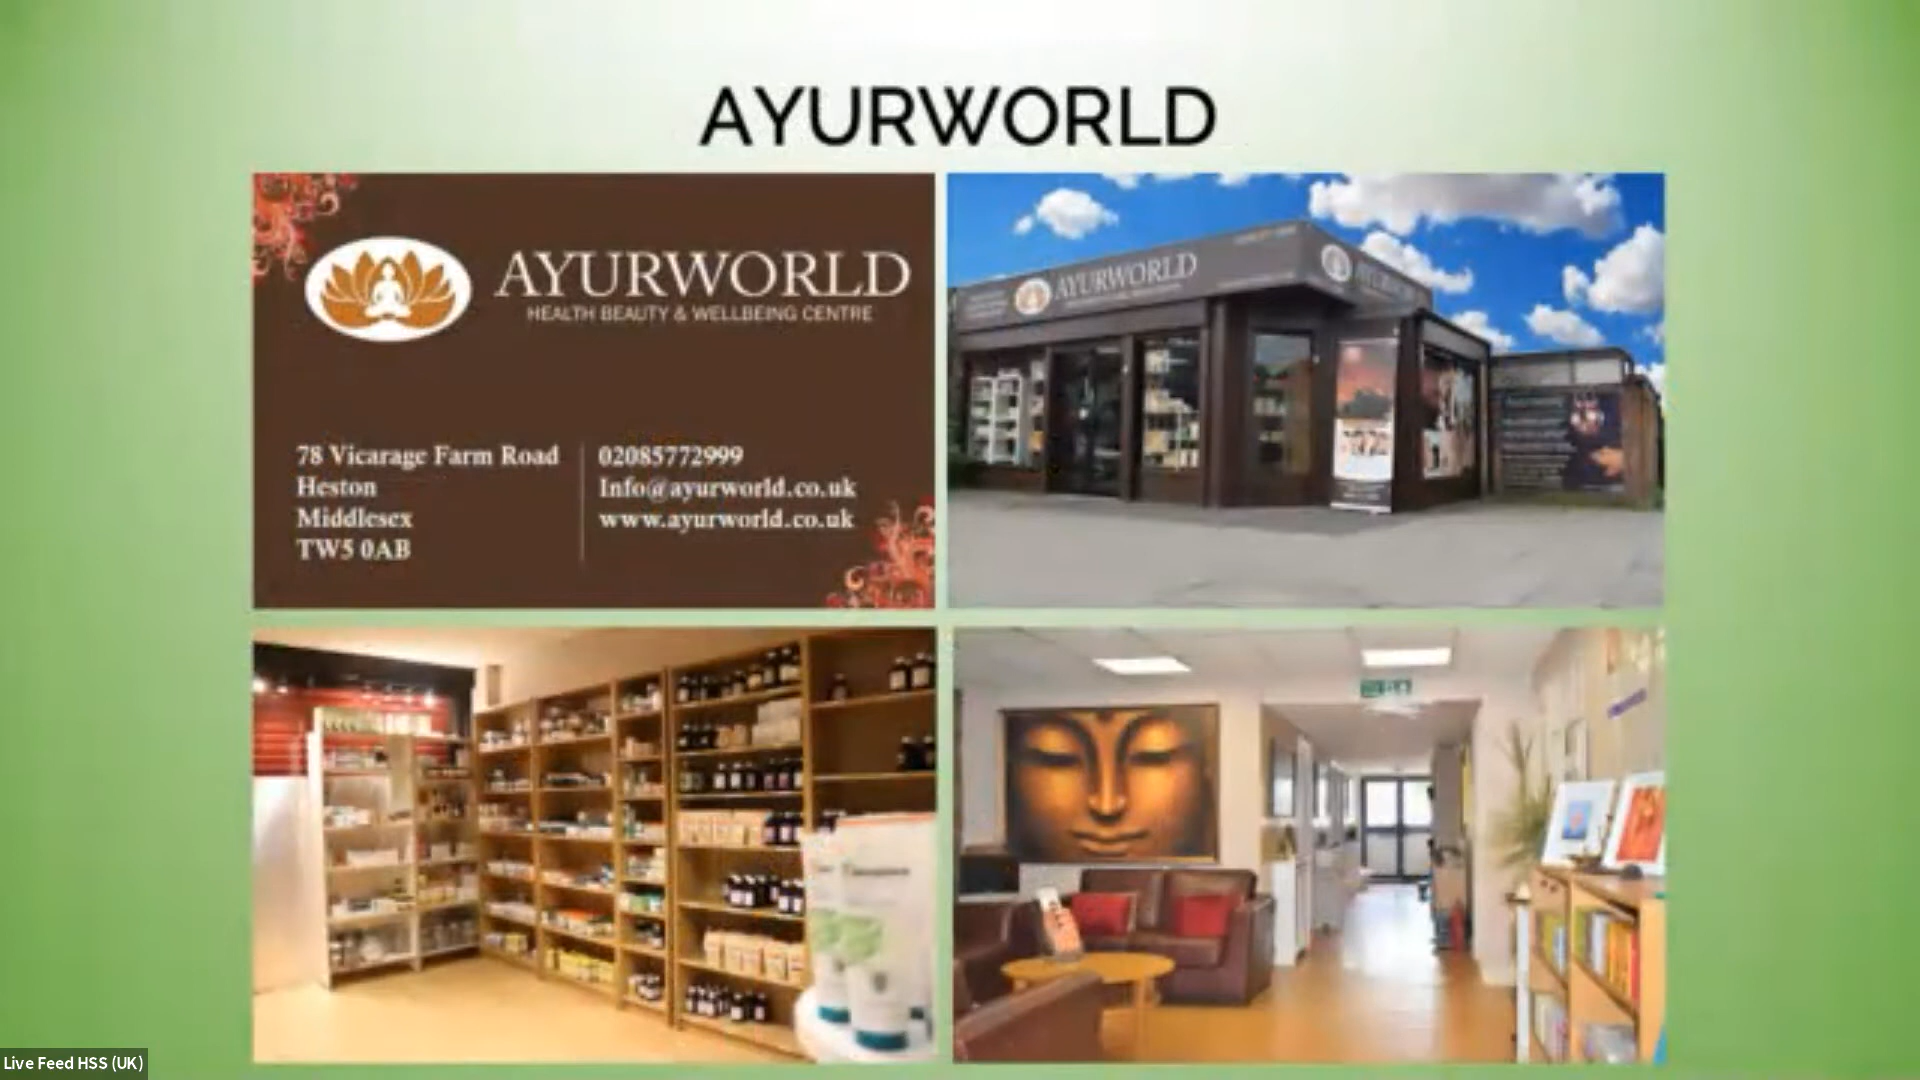 AYURWORLD
AYURWORLD
HEALTH BEAUTY & WELLBEING CENTRE
78 Vicarage Farm Road
Heston
Middlesex
TW5 0AB
02085772999
Info@ayurworld.co.uk
www.ayurworld.co.uk
AYURWORLD
AYURWORLD
Live Feed HSS (UK)